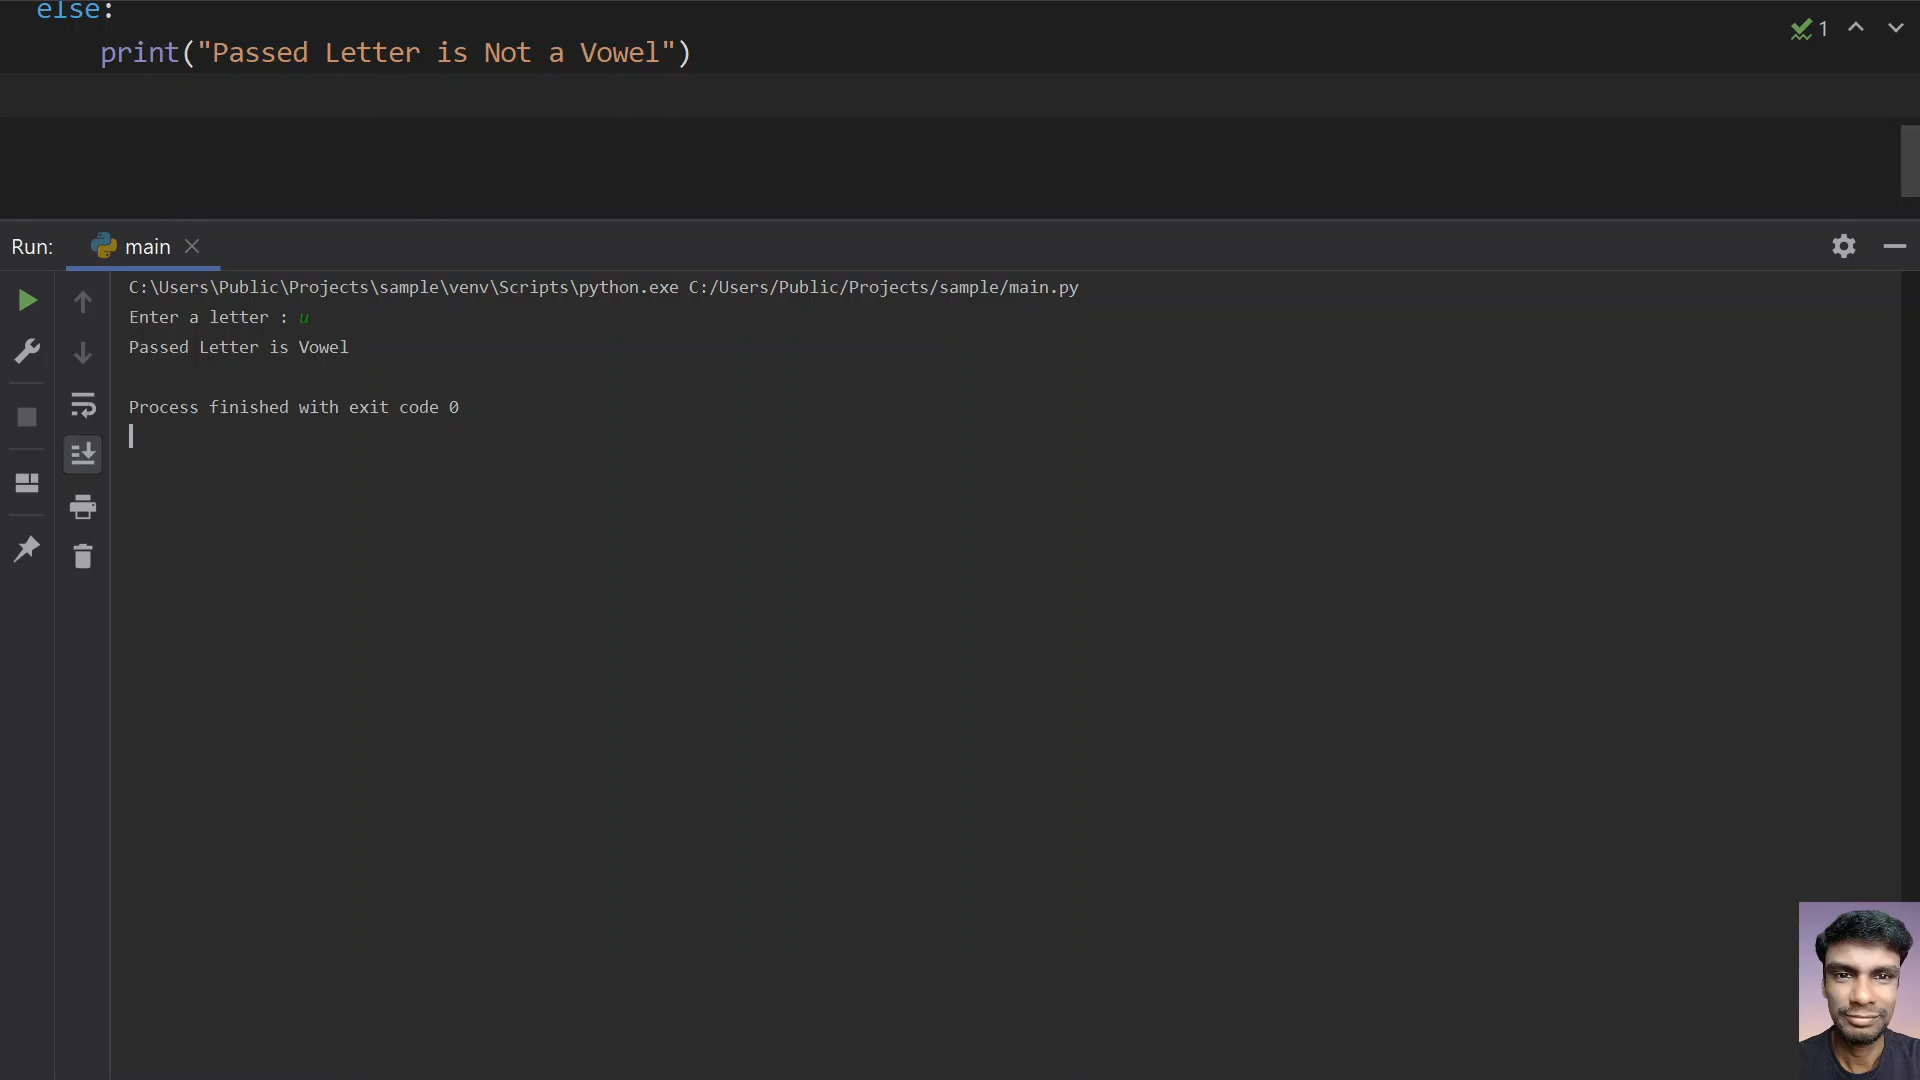 else:
print("Passed Letter is Not a Vowel")
1
Run: main
C:\Users\Public\Projects\sample\venv\Scripts\python.exe C:/Users/Public/Projects/sample/main.py
Enter a letter : u
Passed Letter is Vowel
Process finished with exit code 0